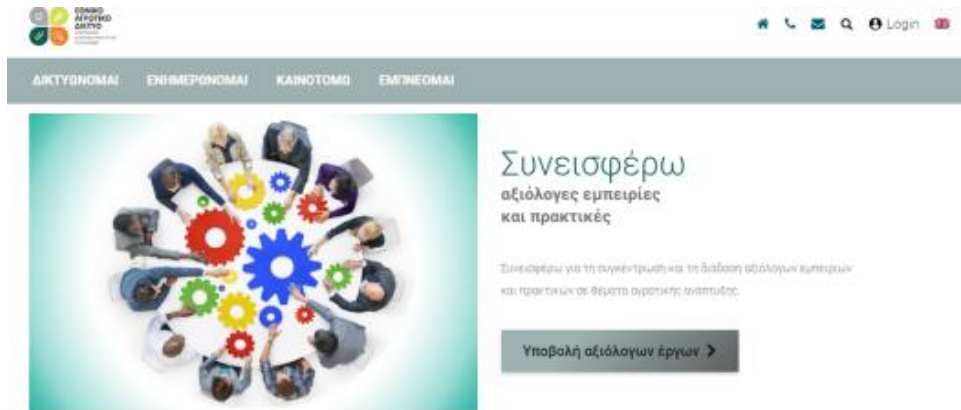 ΕΘΝΙΚΟ
ΑΓΡΟΤΙΚΟ
ΔΙΚΤΥΟ
Login
ΔΙΚΤΥΩΝΟΜΑΙ ΕΝΗΜΕΡΩΝΟΜΑΙ ΚΑΙΝΟΤΟΜΩ ΕΜΠΝΕΟΜΑΙ
Συνεισφέρω
αξιόλογες εμπειρίες
και πρακτικές
Συνεισφέρω για τη συγκέντρωση και τη διάδοση αξιόλογων εμπειριών
και πρακτικών σε θέματα αγροτικής ανάπτυξης.
Υποβολή αξιόλογων έργων